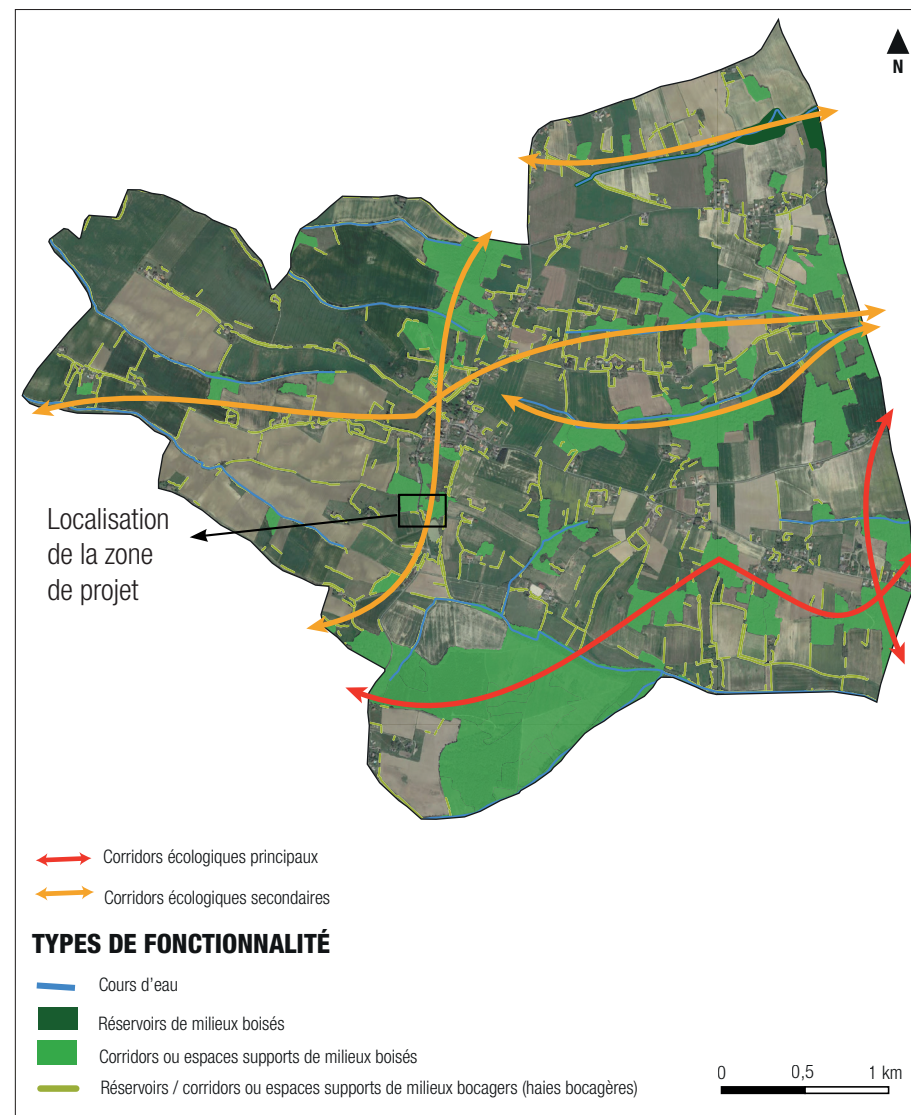 N
Localisation
de la zone
de projet
Corridors écologiques principaux
Corridors écologiques secondaires
TYPES DE FONCTIONNALITÉ
Cours d'eau
Réservoirs de milieux boisés
Corridors ou espaces supports de milieux boisés
Réservoirs / corridors ou espaces supports de milieux bocagers (haies bocagères)
0 0,5 1 km